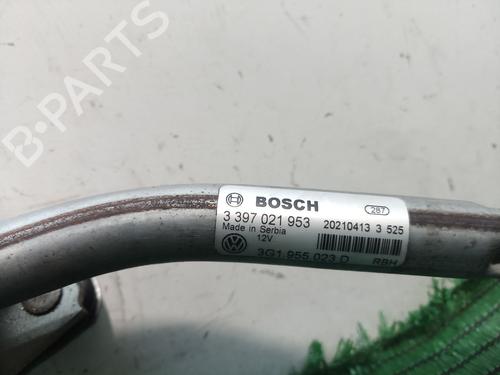 B-PARTS
BOSCH
287
3 397 021 953
20210413 3 525
Made in Serbia
12V
3G1.955.023 D
RBH